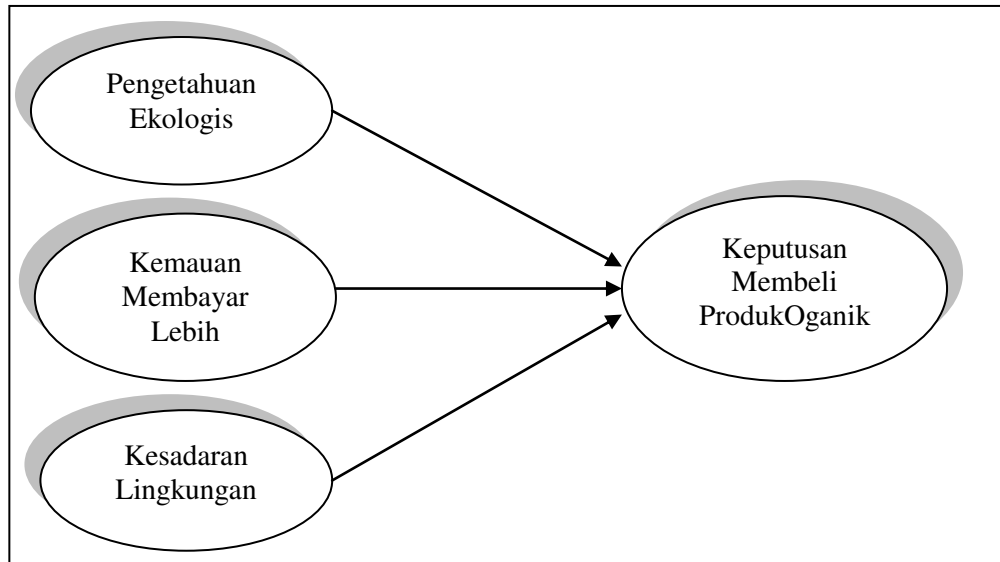 Pengetahuan
Ekologis
Kemauan
Membayar
Lebih
Kesadaran
Lingkungan
Keputusan
Membeli
ProdukOganik